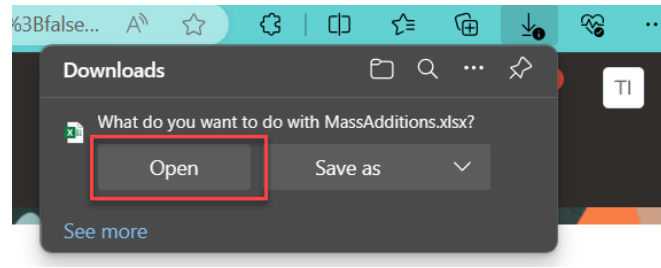 %3Bfalse...
Downloads
TI
What do you want to do with MassAdditions.xlsx?
Open
Save as
See more